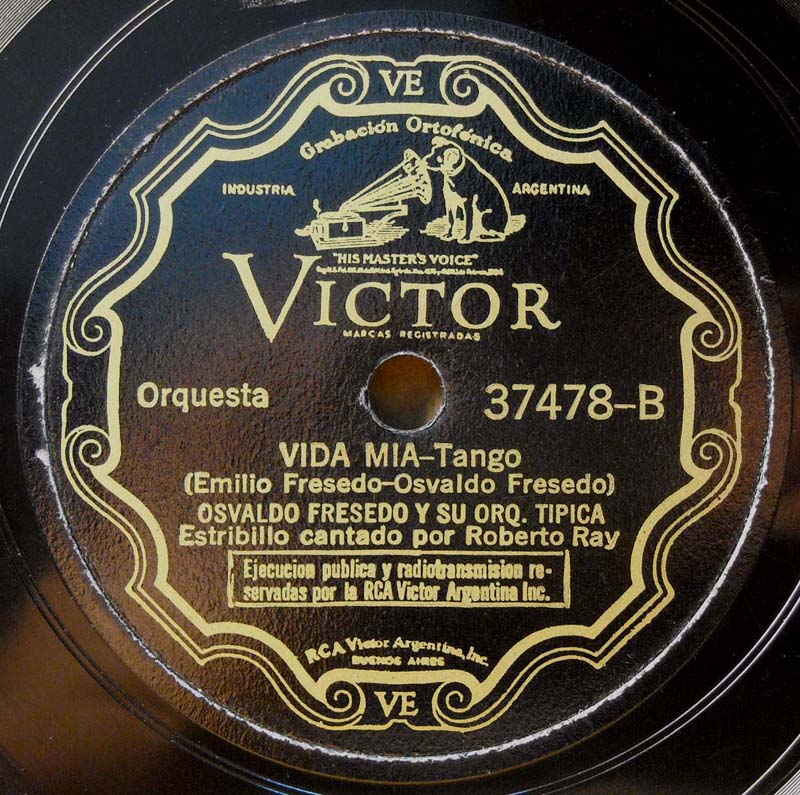 VE
Grabación Ortofónica
INDUSTRIA ARGENTINA
"HIS MASTER'S VOICE"
VICTOR
MARCAS REGISTRADAS
Orquesta 37478-B
VIDA MIA-Tango
(Emilio Fresedo-Osvaldo Fresedo)
OSVALDO FRESEDO Y SU ORQ. TIPICA
Estribillo cantado por Roberto Ray
Ejecucion publica y radiotransmision re-
servadas por la RCA Victor Argentina Inc.
RCA Victor Argentina, Inc.
BUENOS AIRES
VE